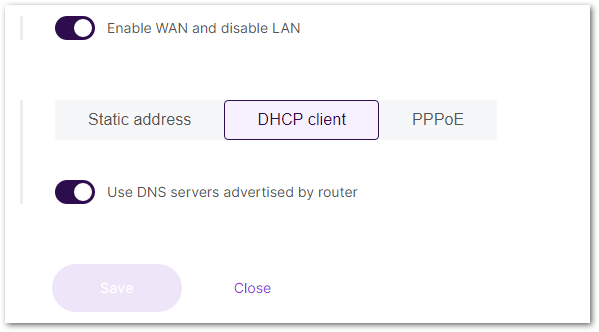 Enable WAN and disable LAN
Static address DHCP client PPPoE
Use DNS servers advertised by router
Save Close